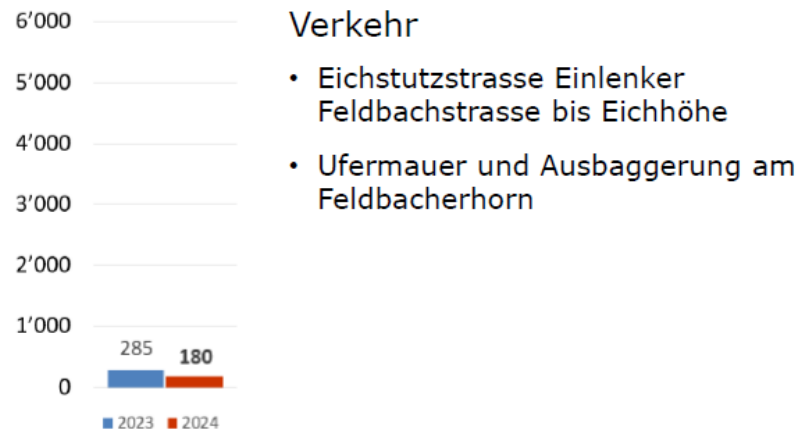 6’000
5’000
4’000
3’000
2’000
1’000
0
285
180
2023 2024
Verkehr
• Eichstutzstrasse Einlenker
Feldbachstrasse bis Eichhöhe
• Ufermauer und Ausbaggerung am
Feldbacherhorn